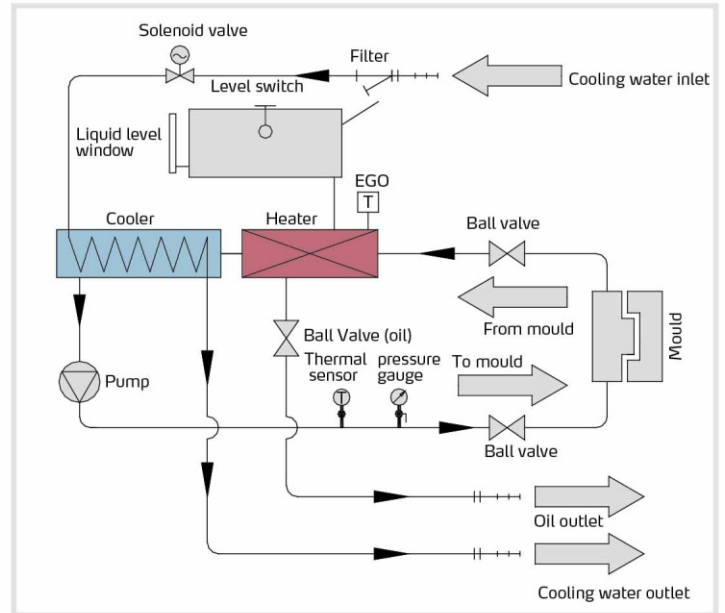 Solenoid valve
Filter
Cooling water inlet
Level switch
Liquid level
window
EGO
T
Cooler
Heater
Ball valve
From mould
Mould
Ball Valve (oil)
Thermal
sensor
pressure
gauge
To mould
Pump
T
Ball valve
Oil outlet
Cooling water outlet